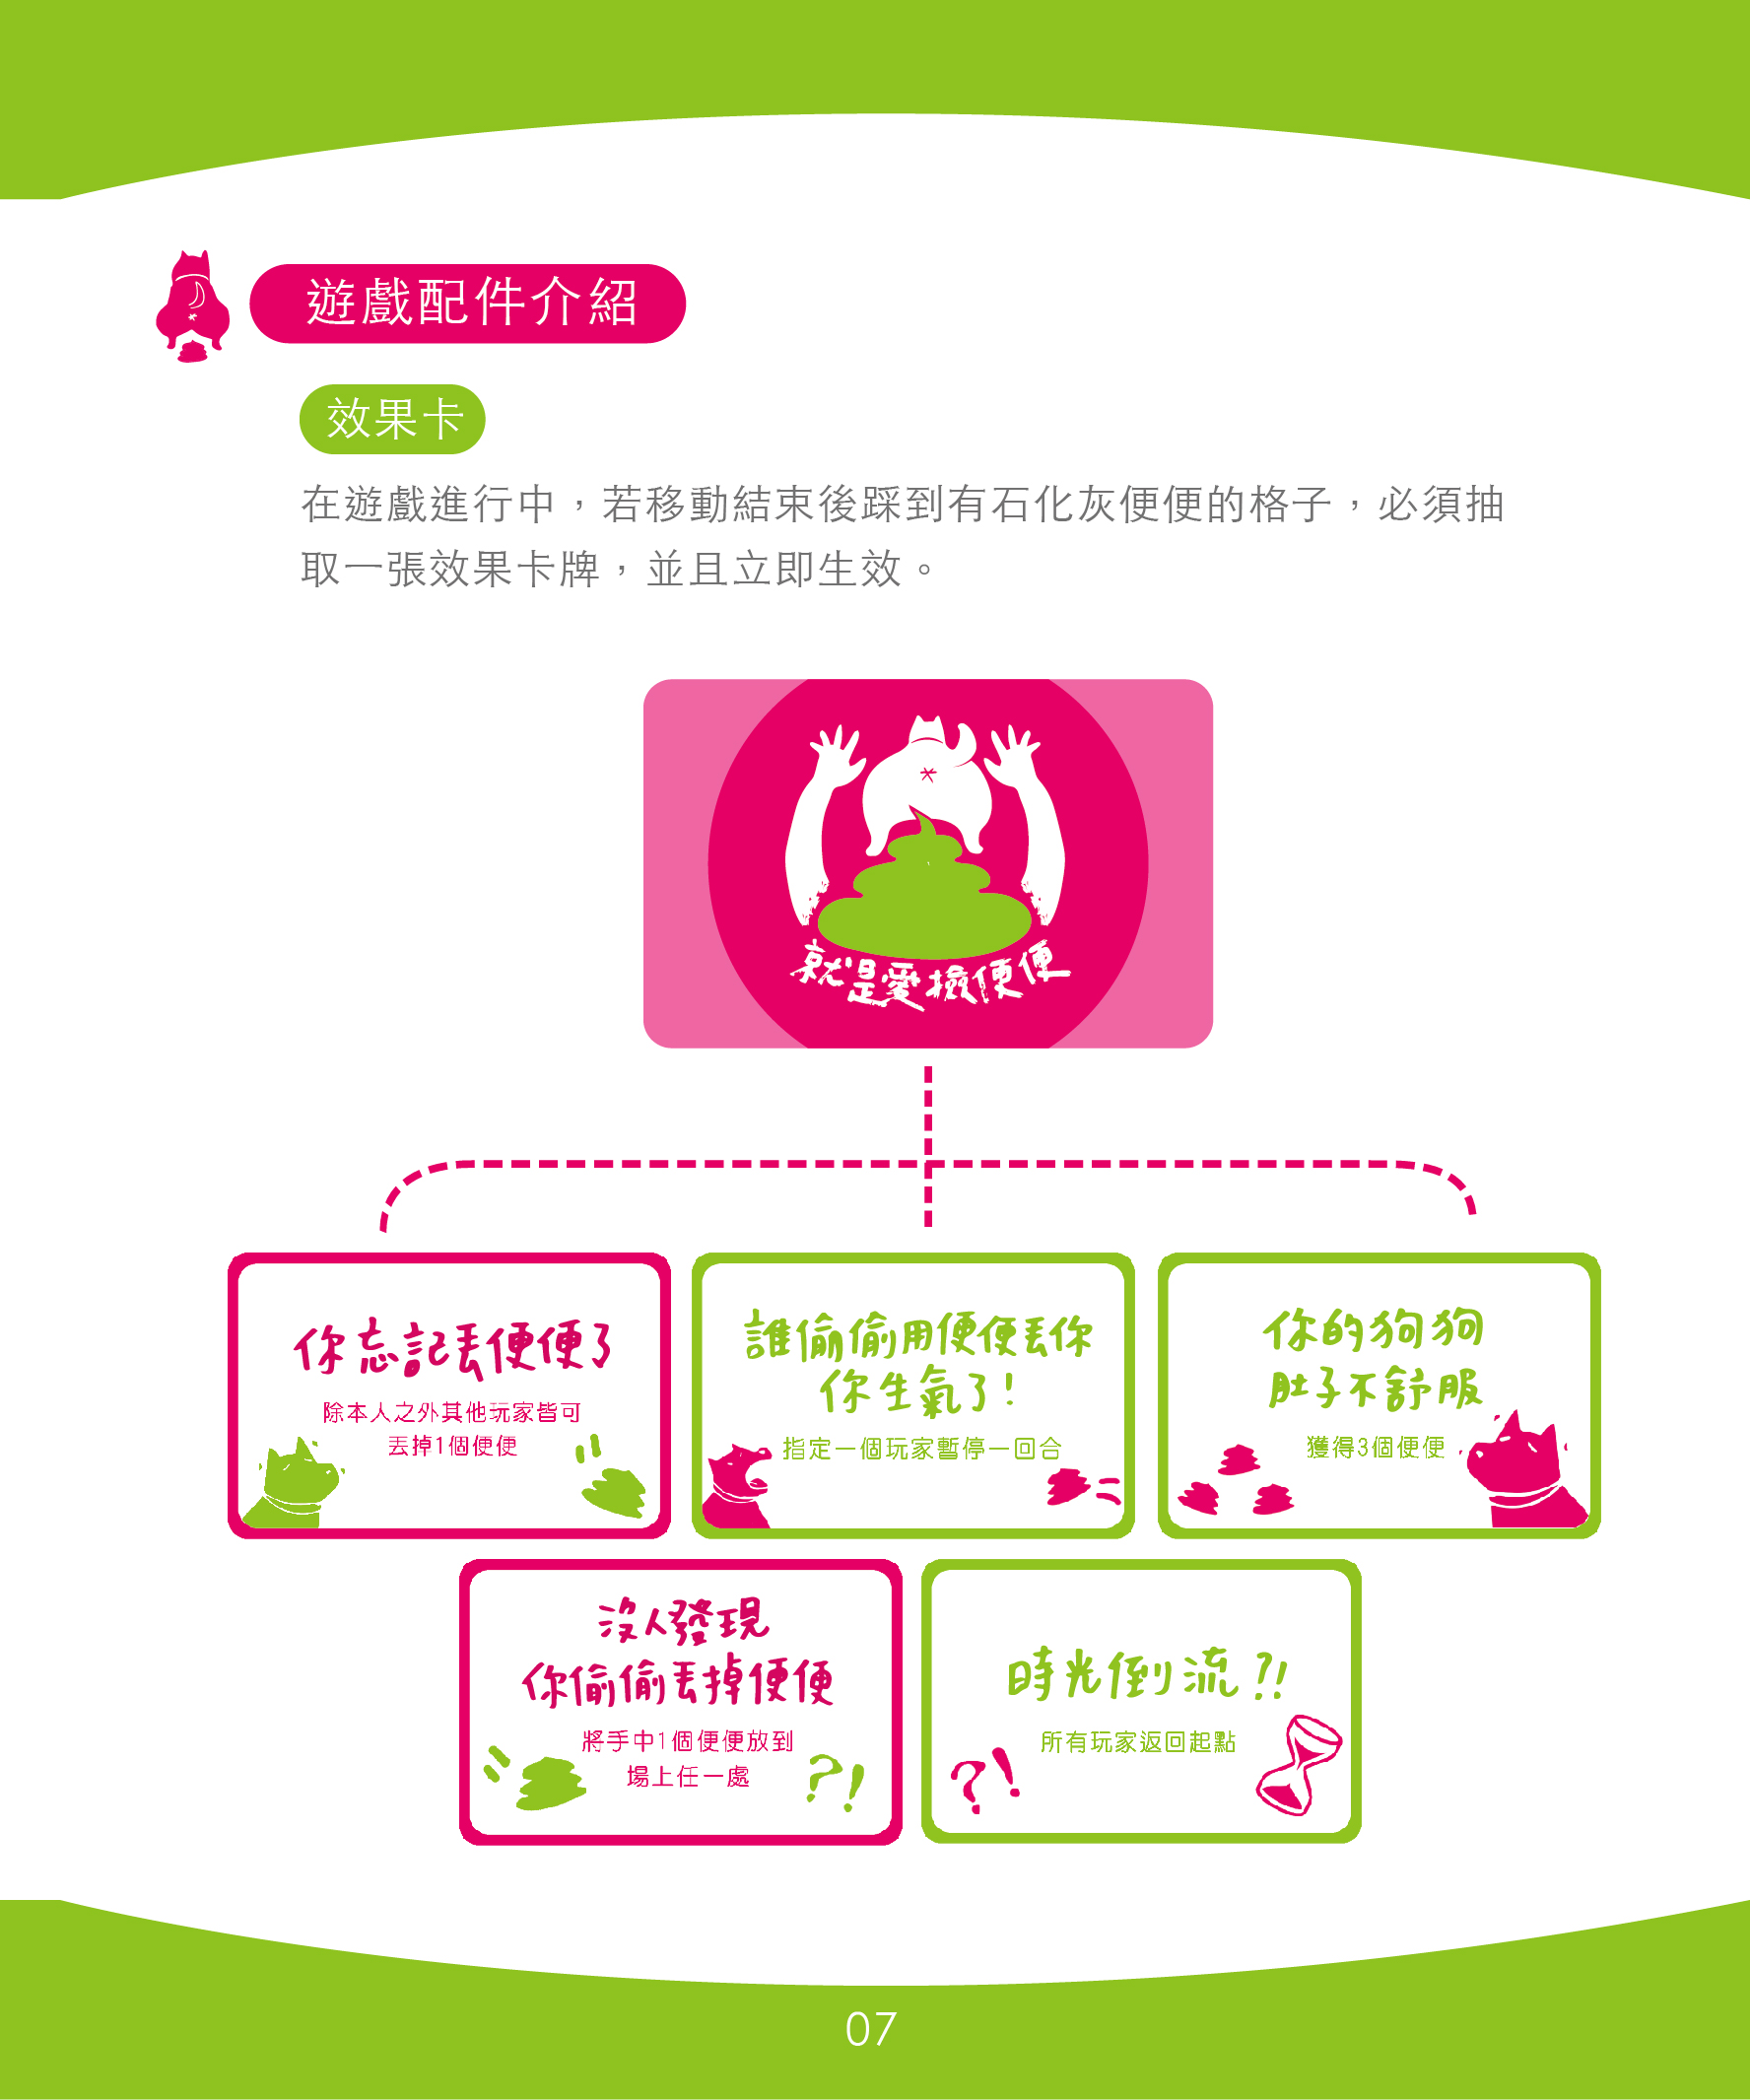 遊戲配件介紹
效果卡
在遊戲進行中，若移動結束後踩到有石化灰便便的格子，必須抽
取一張效果卡牌，並且立即生效。
就是愛撿便便
你忘記丟便便了
除本人之外其他玩家皆可
丟掉1個便便
誰偷偷用便便丟你
你生氣了!
指定一個玩家暫停一回合
你的狗狗
肚子不舒服
獲得3個便便
沒人發現
你偷偷丟掉便便
將手中1個便便放到
場上任一處
?!
時光倒流?!!
所有玩家返回起點
?!
07